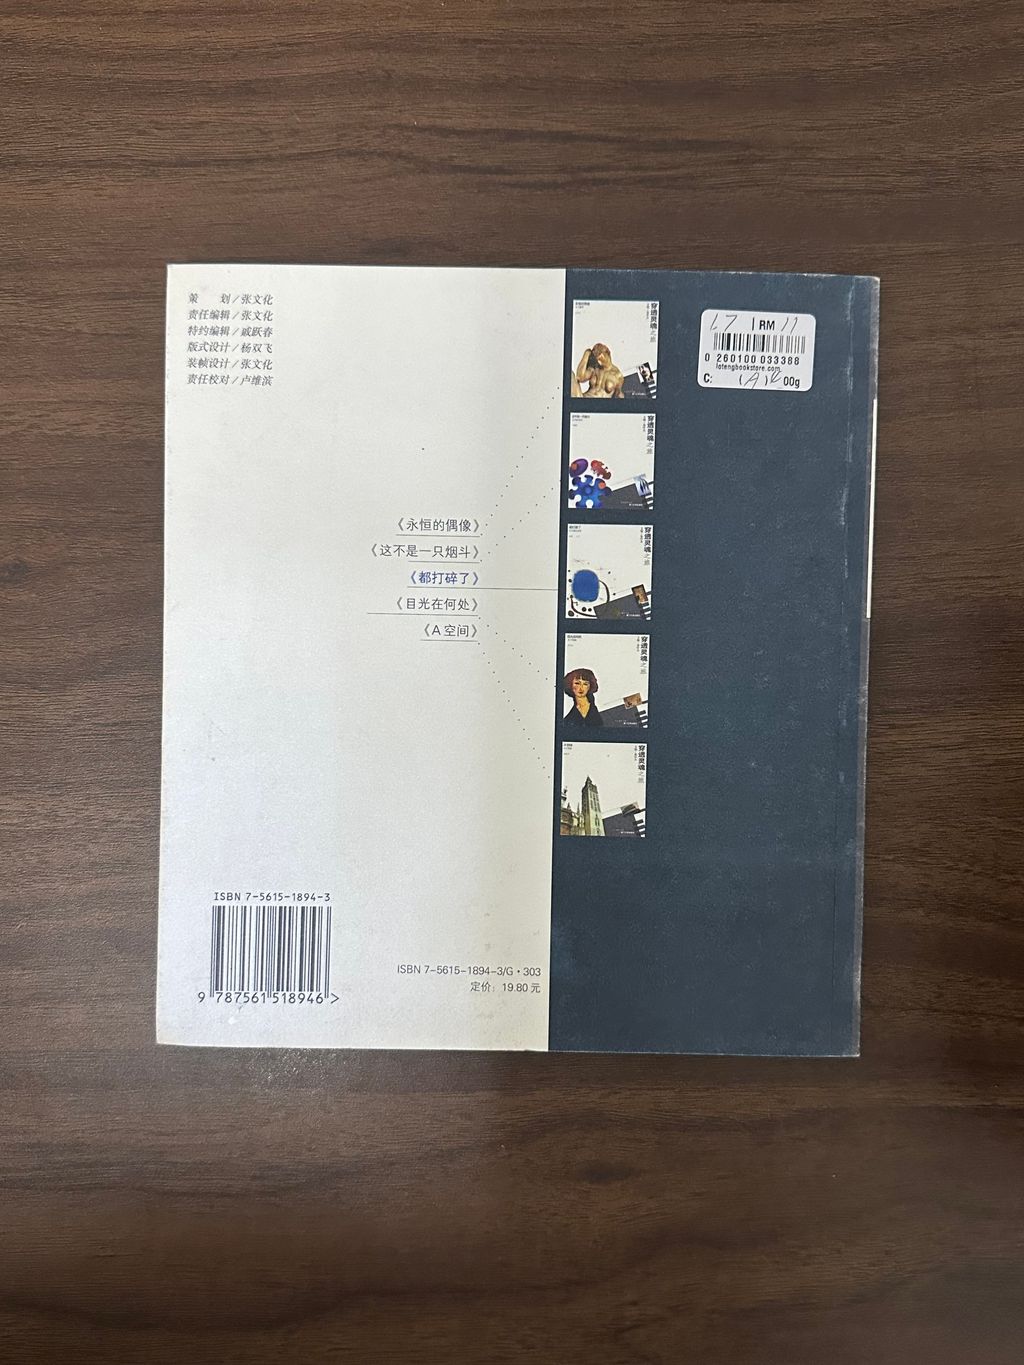 策　　划/张文化
责任编辑/张文化
特约编辑/戚跃春
版式设计/杨双飞
装帧设计/张文化
责任校对/卢维滨
《永恒的偶像》
《这不是一只烟斗》
《都打碎了》
《目光在何处》
《A 空间》
穿透灵魂之旅
穿透灵魂之旅
穿透灵魂之旅
穿透灵魂之旅
穿透灵魂之旅
RM 11
0 260100 033388
lotengbookstore.com
C: 00g
ISBN 7-5615-1894-3
9 787561 518946 >
ISBN 7-5615-1894-3/G·303
定价：19.80 元